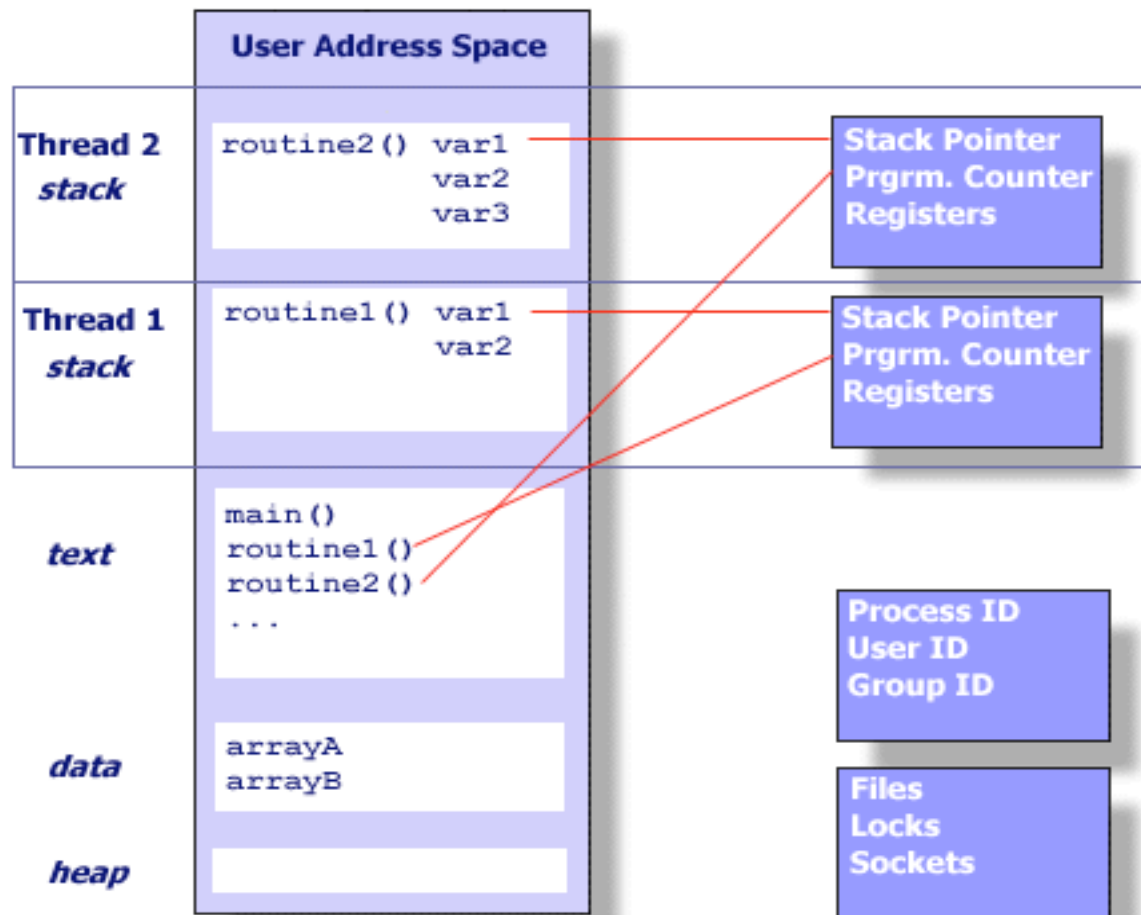 User Address Space
Thread 2
stack
routine2() var1
var2
var3
Stack Pointer
Prgrm. Counter
Registers
Thread 1
stack
routine1() var1
var2
Stack Pointer
Prgrm. Counter
Registers
text
main()
routine1()
routine2()
...
Process ID
User ID
Group ID
data
arrayA
arrayB
Files
Locks
Sockets
heap